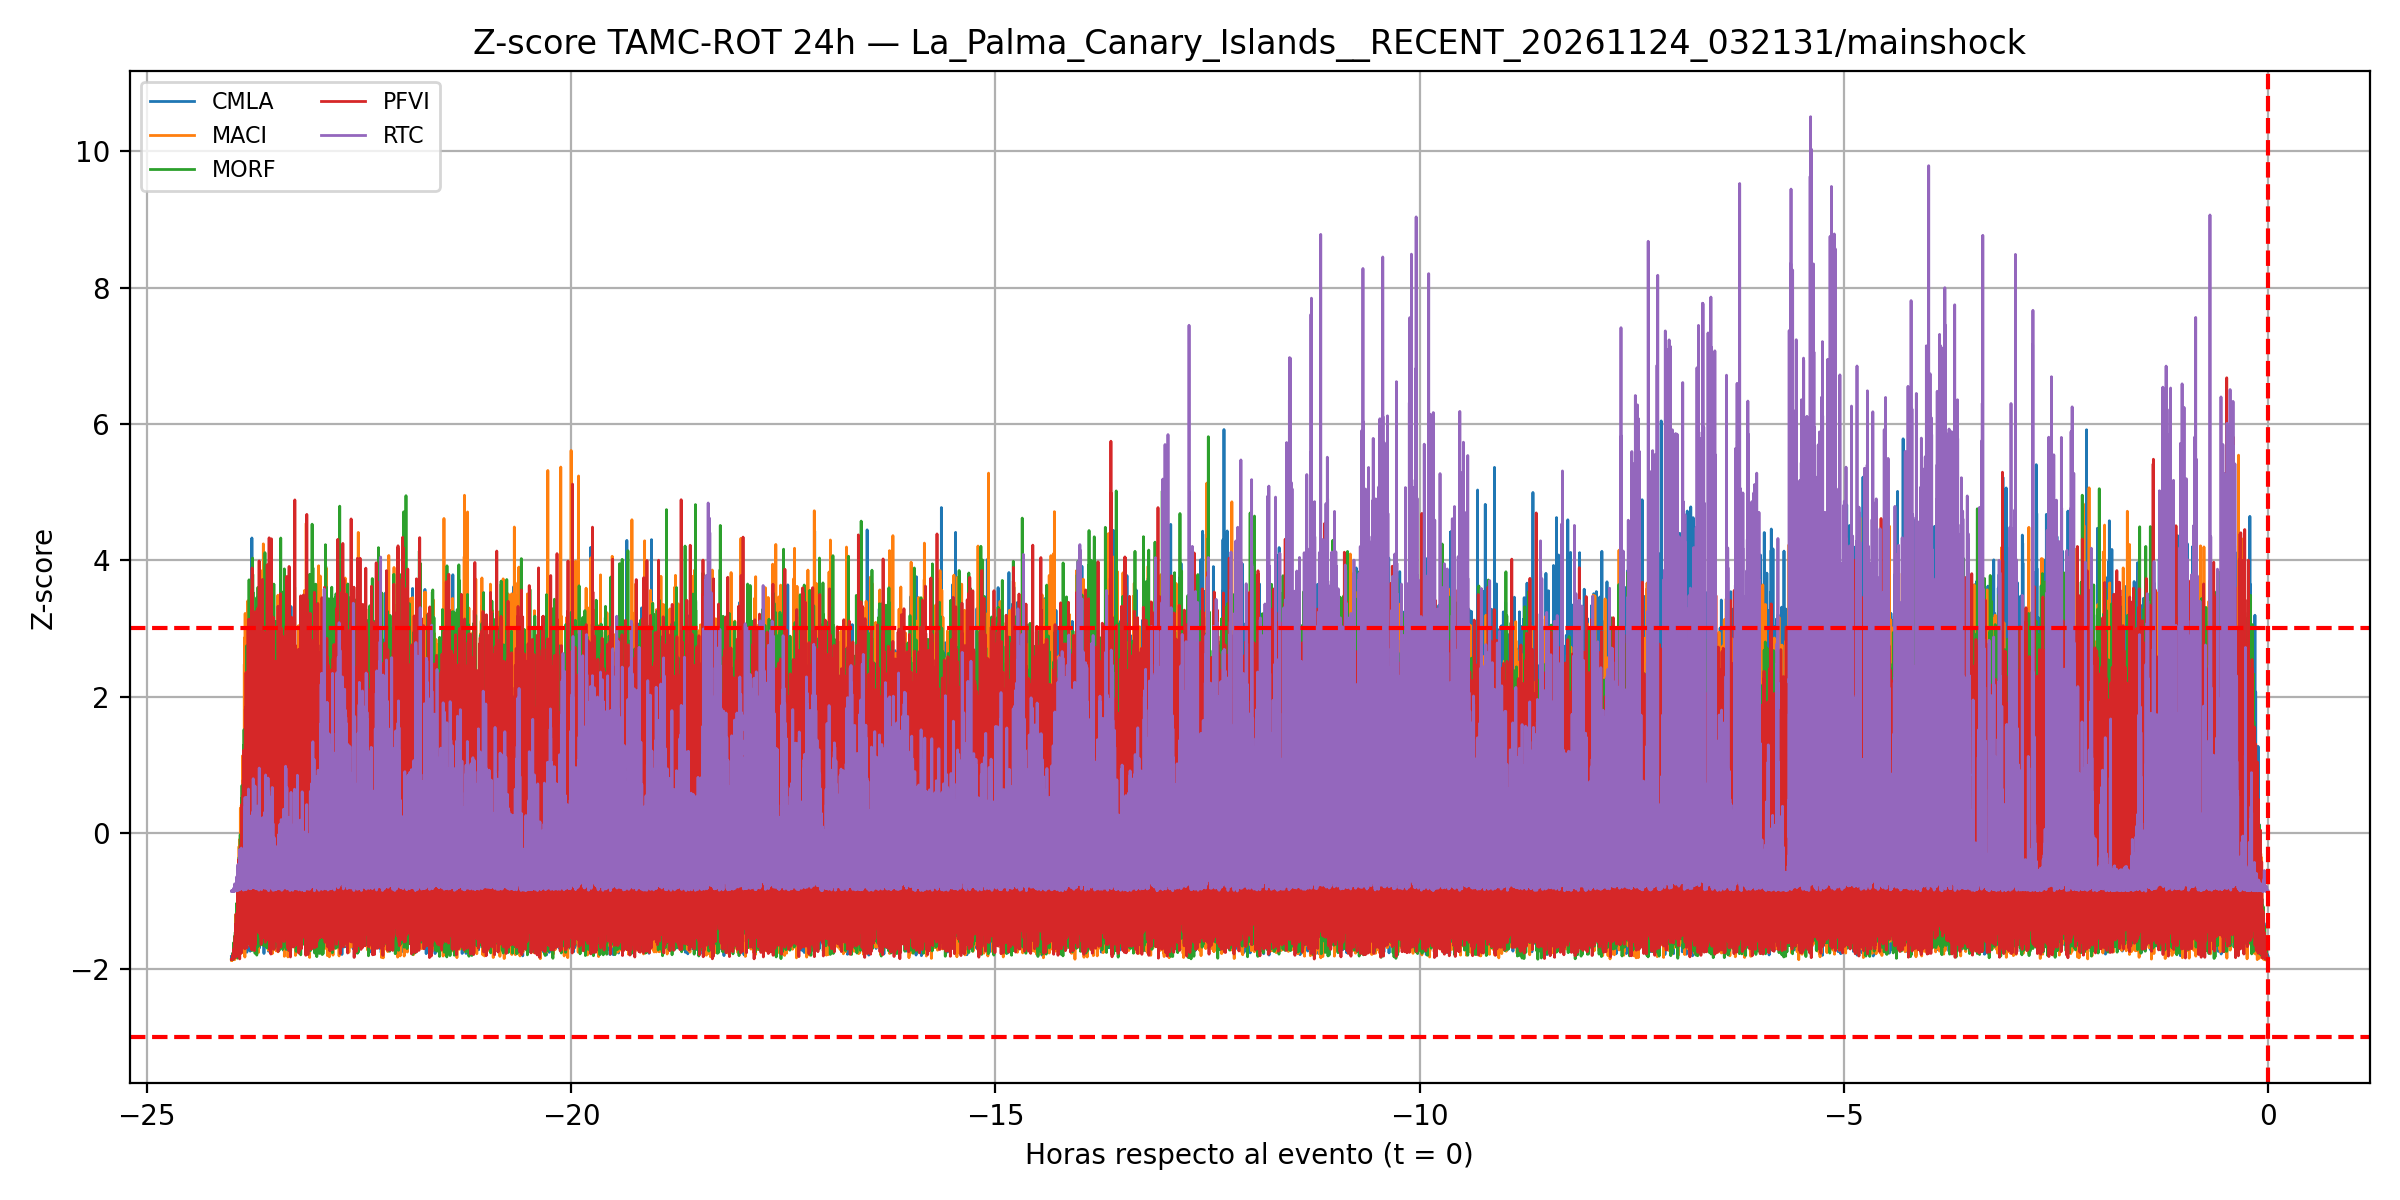 Z-score TAMC-ROT 24h — La_Palma_Canary_Islands__RECENT_20261124_032131/mainshock
CMLA
MACI
MORF
PFVI
RTC
Z-score
10
8
6
4
2
0
−2
−25
−20
−15
−10
−5
0
Horas respecto al evento (t = 0)